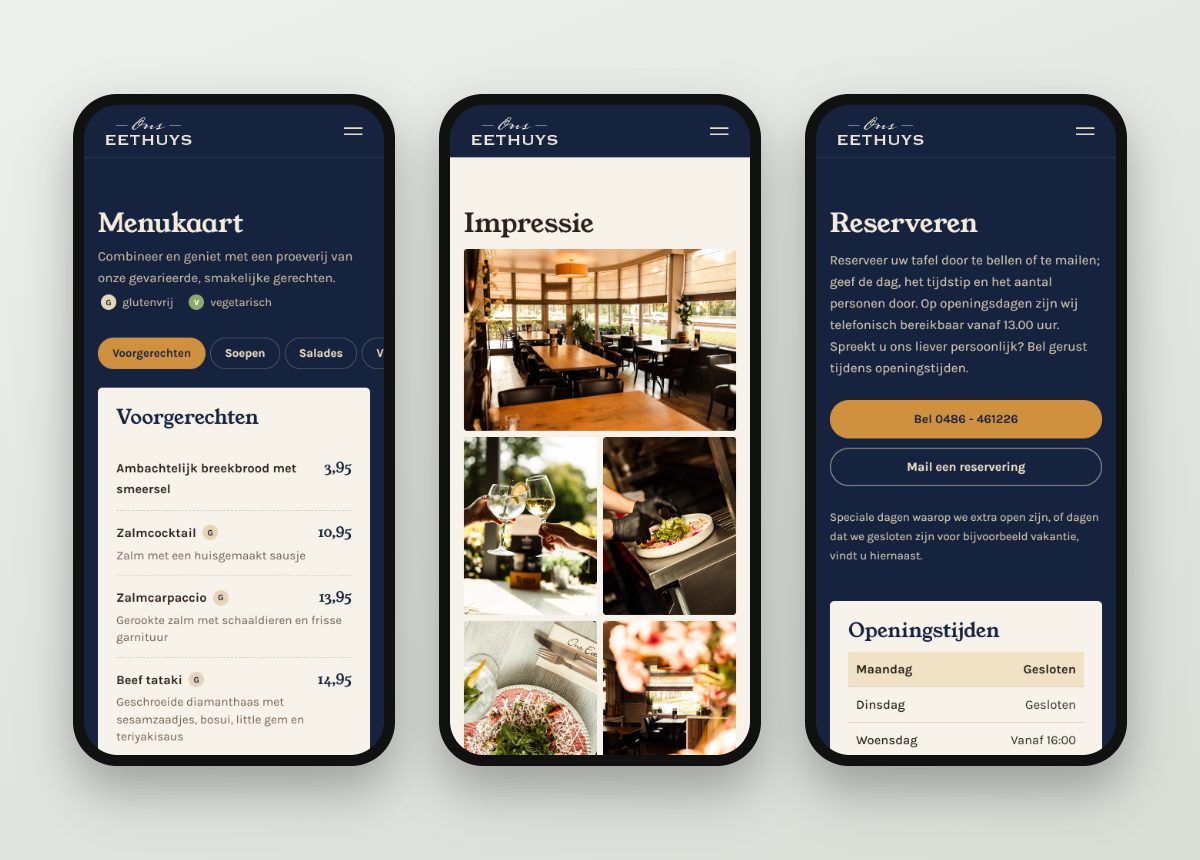 Ons
EETHUYS
Menukaart
Combineer en geniet met een proeverij van
onze gevarieerde, smakelijke gerechten.
G glutenvrij V vegetarisch
Voorgerechten Soepen Salades V
Voorgerechten
Ambachtelijk breekbrood met 3,95
smeersel
Zalmcocktail G 10,95
Zalm met een huisgemaakt sausje
Zalmcarpaccio G 13,95
Gerookte zalm met schaaldieren en frisse
garnituur
Beef tataki G 14,95
Geschroeide diamanthaas met
sesamzaadjes, bosui, little gem en
teriyakisaus
Ons
EETHUYS
Impressie
Ons
Ons
EETHUYS
Reserveren
Reserveer uw tafel door te bellen of te mailen;
geef de dag, het tijdstip en het aantal
personen door. Op openingsdagen zijn wij
telefonisch bereikbaar vanaf 13.00 uur.
Spreekt u ons liever persoonlijk? Bel gerust
tijdens openingstijden.
Bel 0486 - 461226
Mail een reservering
Speciale dagen waarop we extra open zijn, of dagen
dat we gesloten zijn voor bijvoorbeeld vakantie,
vindt u hiernaast.
Openingstijden
Maandag Gesloten
Dinsdag Gesloten
Woensdag Vanaf 16:00